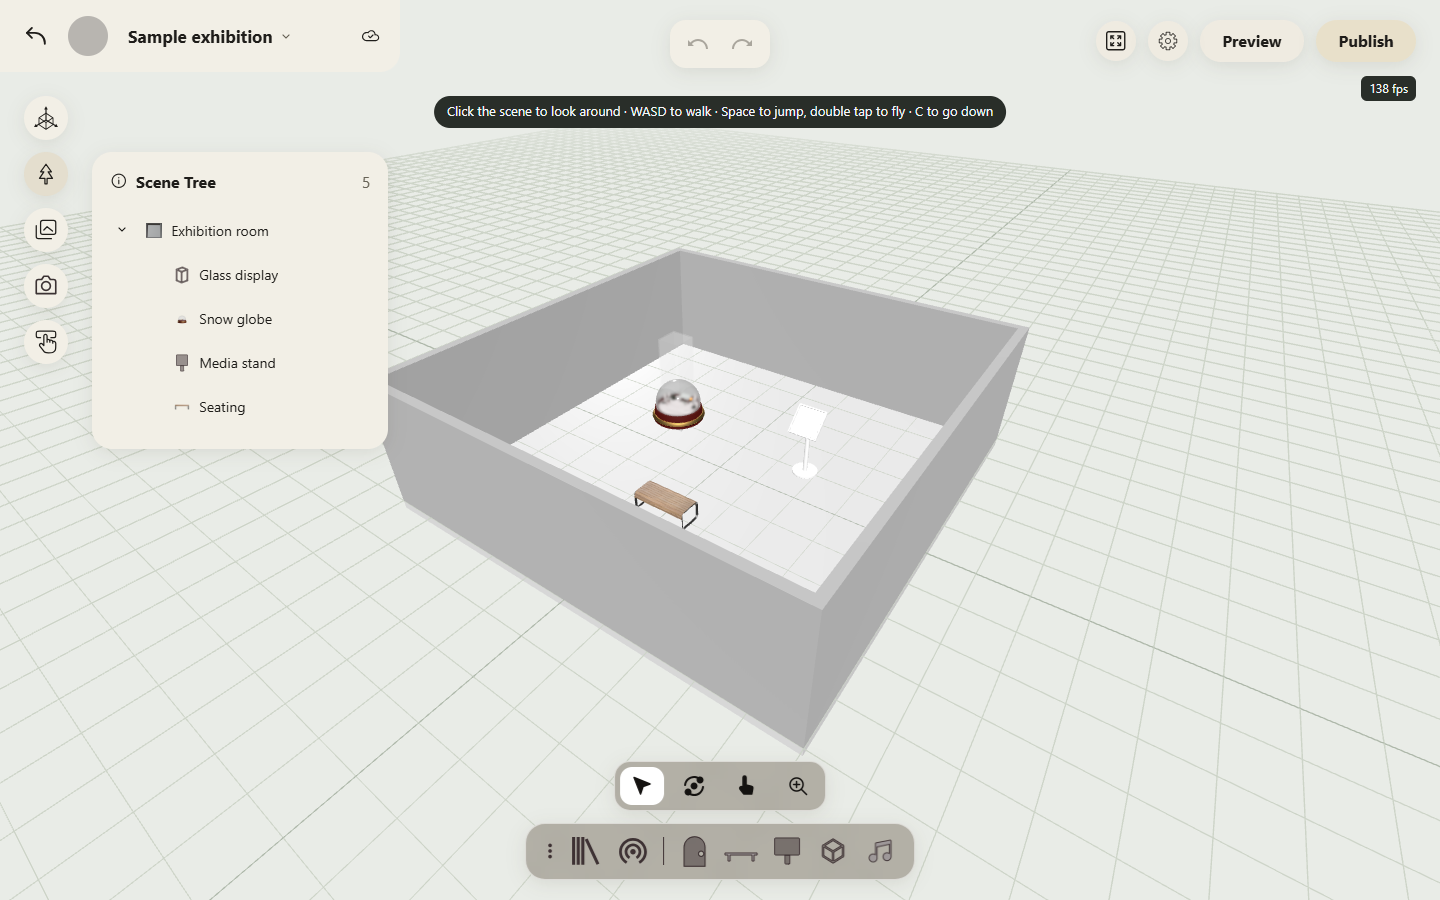 Sample exhibition
Preview
Publish
138 fps
Click the scene to look around · WASD to walk · Space to jump, double tap to fly · C to go down
Scene Tree
5
Exhibition room
Glass display
Snow globe
Media stand
Seating